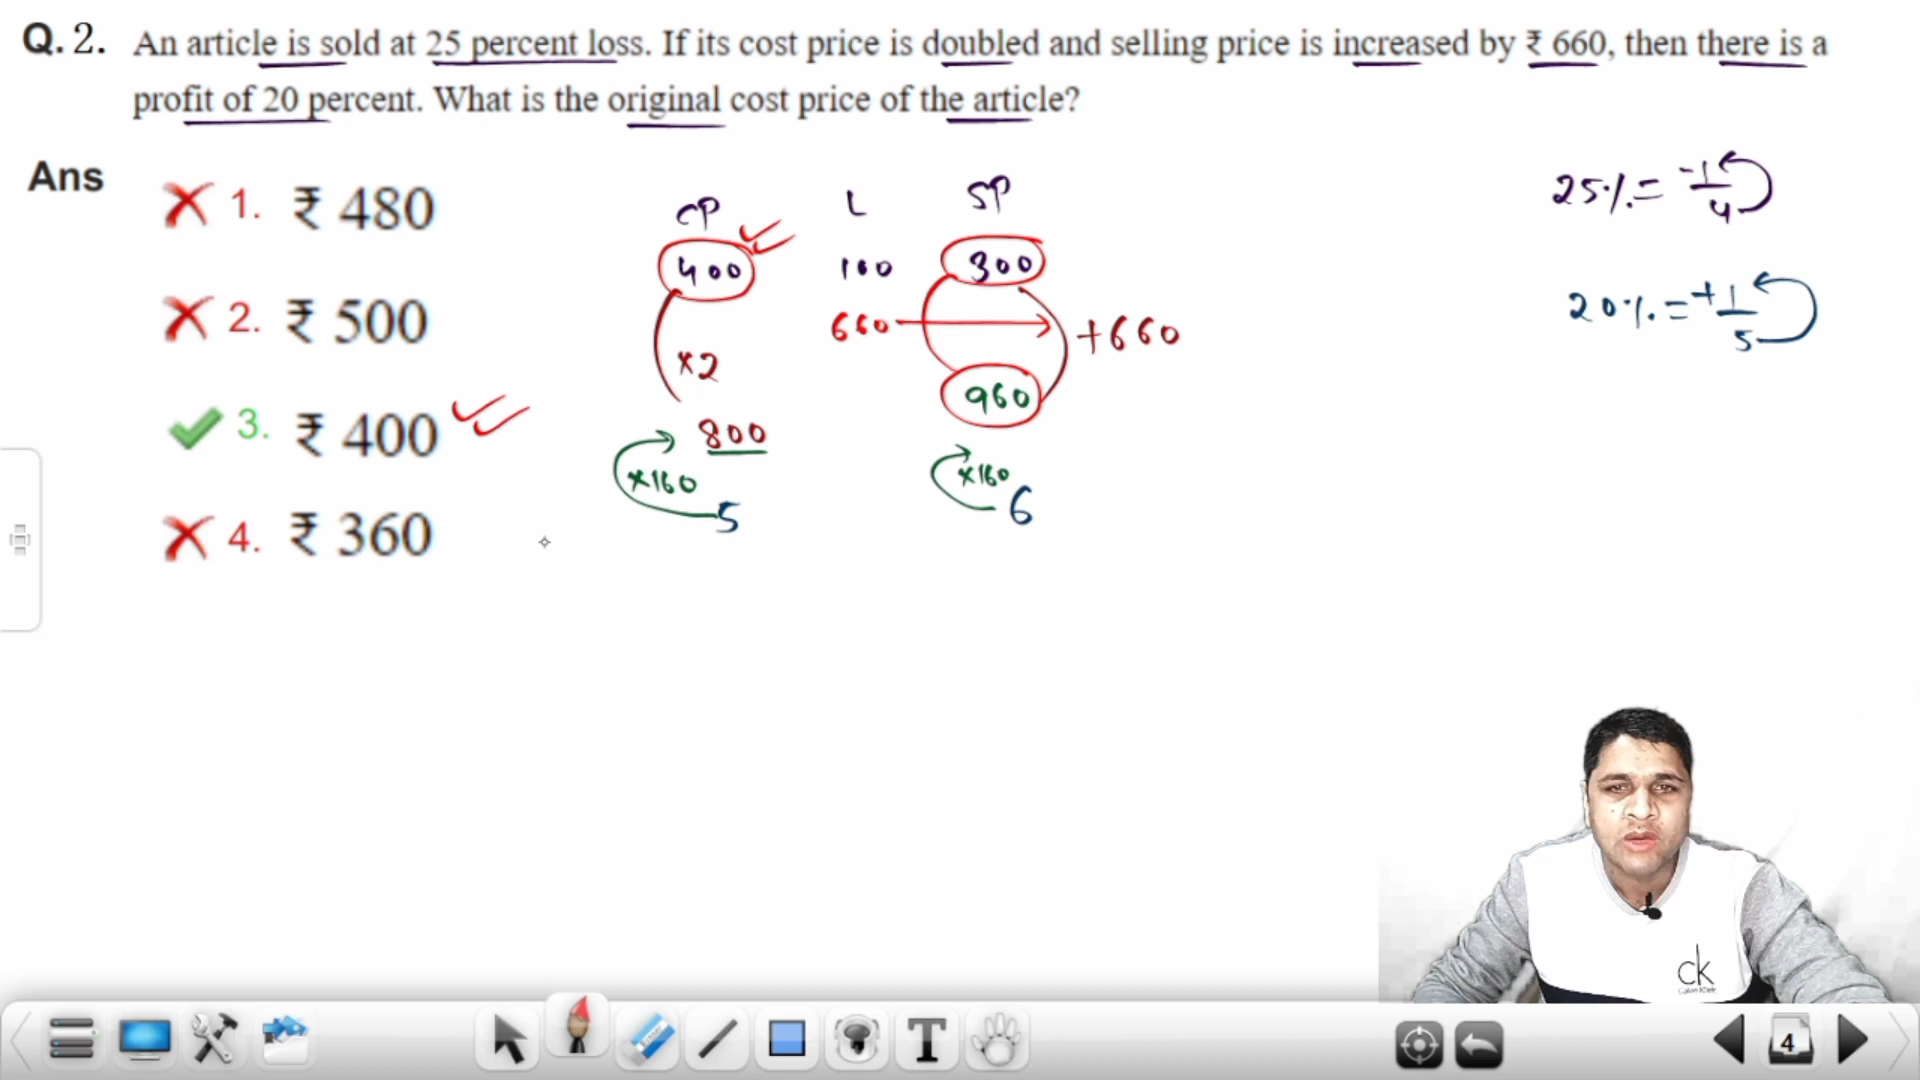 Q. 2. An article is sold at 25 percent loss. If its cost price is doubled and selling price is increased by ₹ 660, then there is a
profit of 20 percent. What is the original cost price of the article?
Ans
1. ₹ 480
2. ₹ 500
3. ₹ 400
4. ₹ 360
CP L SP
400 100 300
660 +660
×2
960
800
×160 ×160
5 6
25% = -1/4
20% = +1/5
ck
Calvin Klein
T
4